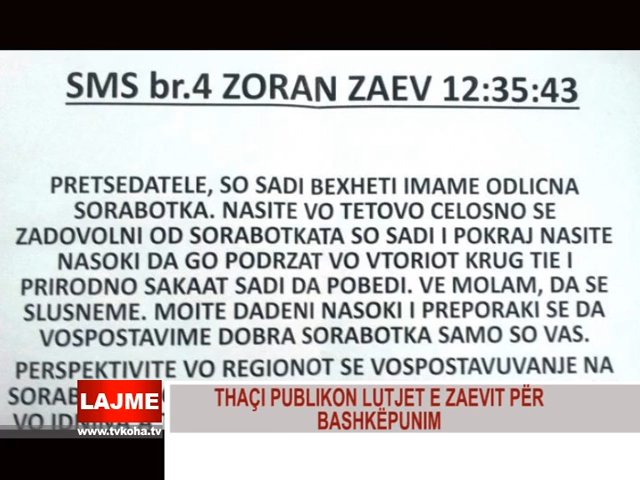 SMS br.4 ZORAN ZAEV 12:35:43
PRETSEDATELE, SO SADI BEXHETI IMAME ODLICNA
SORABOTKA. NASITE VO TETOVO CELOSNO SE
ZADOVOLNI OD SORABOTKATA SO SADI I POKRAJ NASITE
NASOKI DA GO PODRZAT VO VTORIOT KRUG TIE I
PRIRODNO SAKAAT SADI DA POBEDI. VE MOLAM, DA SE
SLUSNEME. MOITE DADENI NASOKI I PREPORAKI SE DA
VOSPOSTAVIME DOBRA SORABOTKA SAMO SO VAS.
PERSPEKTIVITE VO REGIONOT SE VOSPOSTAVUVANJE NA
SORAB
VO
LAJME
www.tvkoha.tv
THAÇI PUBLIKON LUTJET E ZAEVIT PËR
BASHKËPUNIM